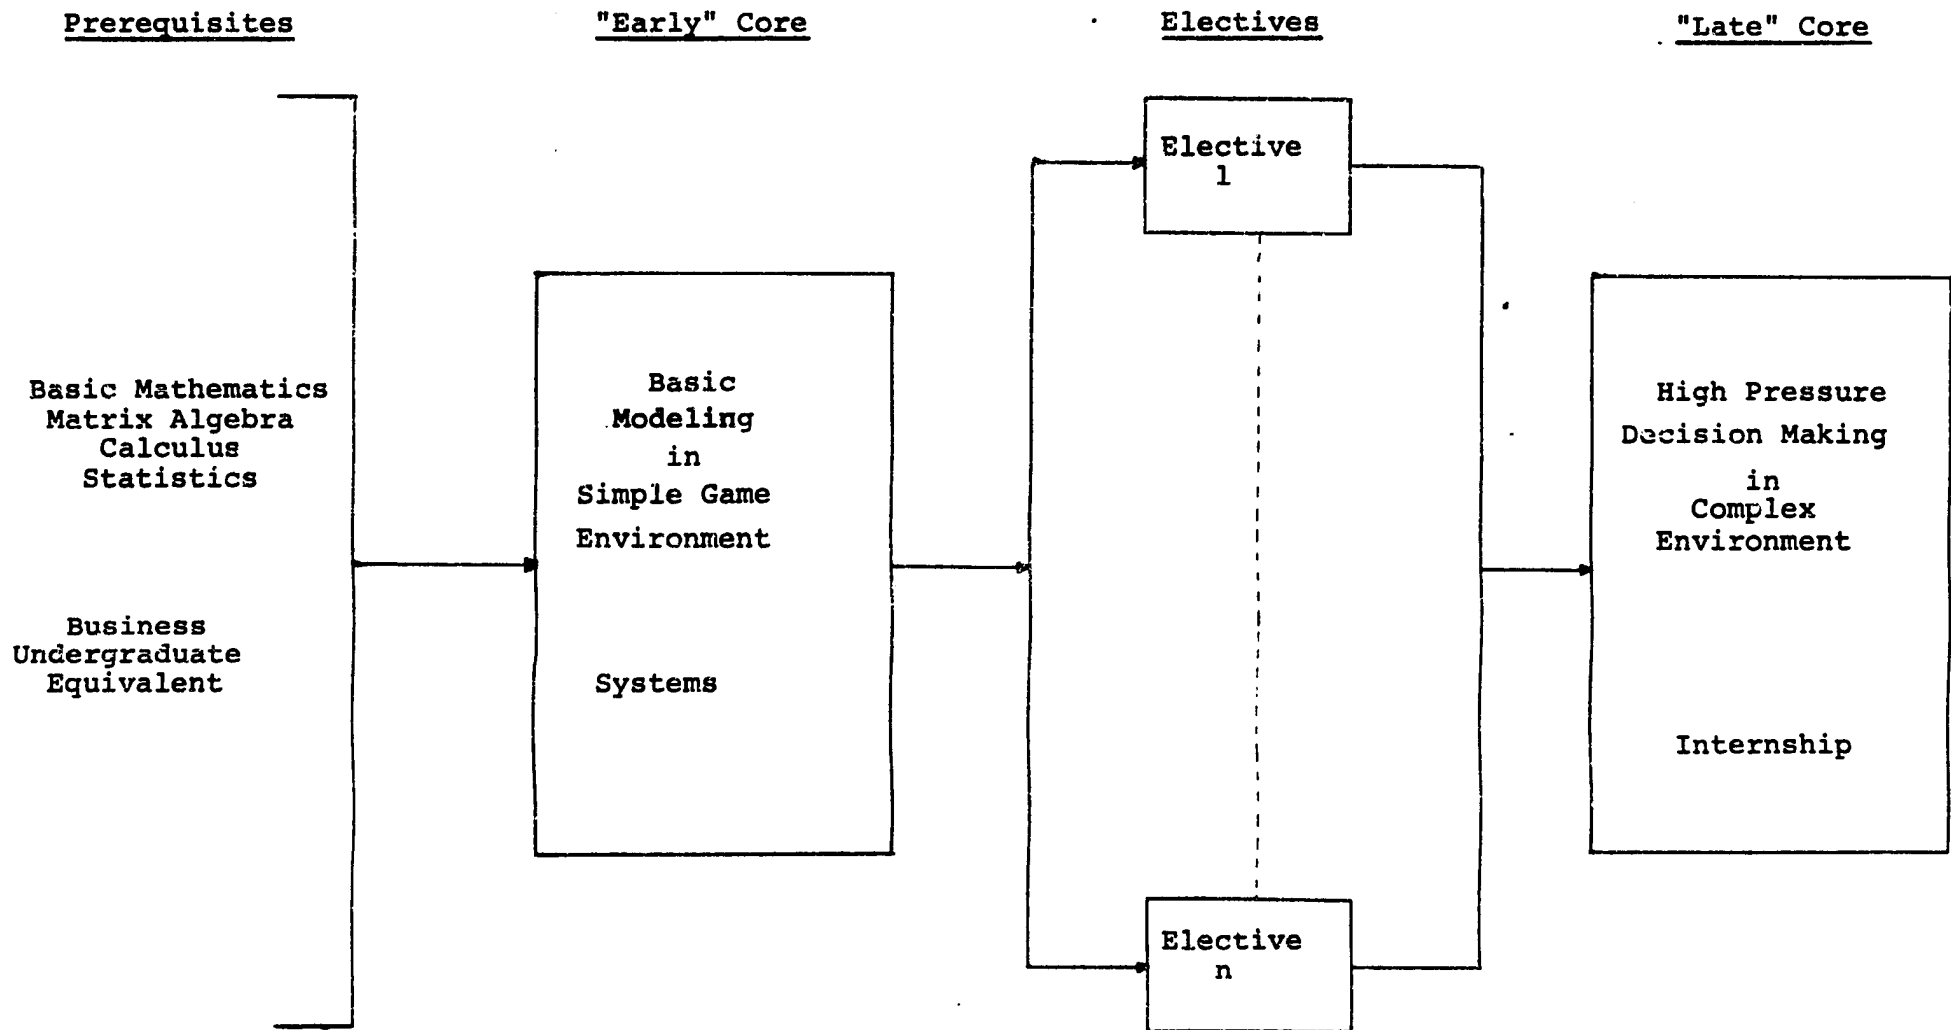 Prerequisites
"Early" Core
Electives
"Late" Core
Basic Mathematics
Matrix Algebra
Calculus
Statistics
Business
Undergraduate
Equivalent
Basic
Modeling
in
Simple Game
Environment
Systems
Elective
1
Elective
n
High Pressure
Decision Making
in
Complex
Environment
Internship